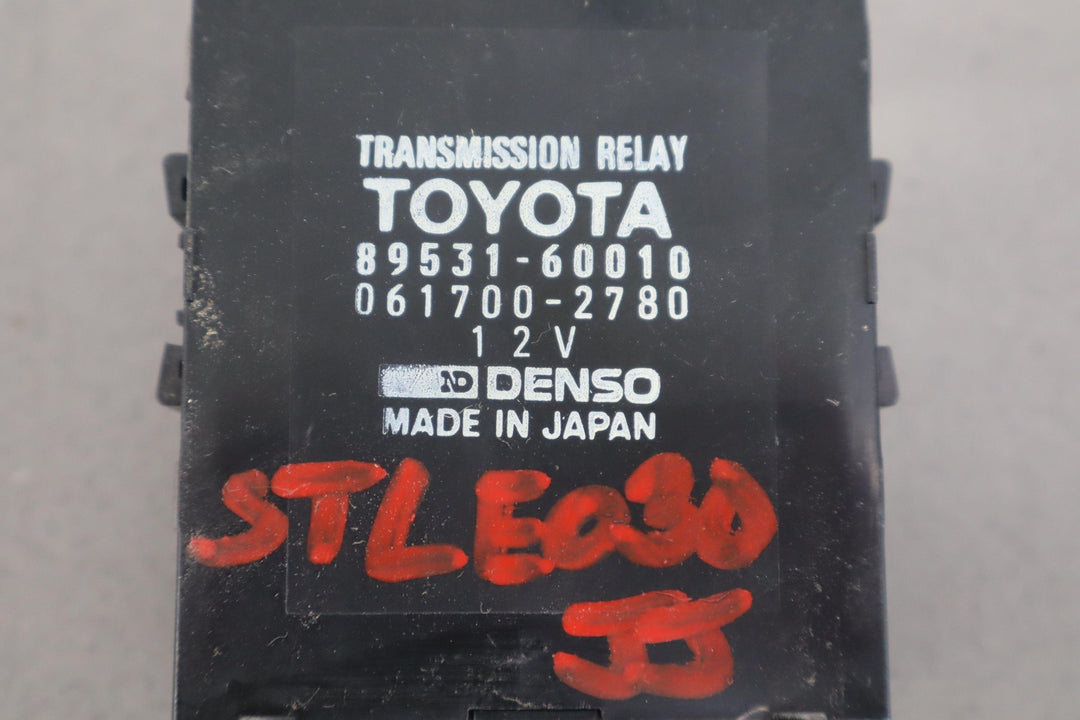 TRANSMISSION RELAY
TOYOTA
89531-60010
061700-2780
12V
ND DENSO
MADE IN JAPAN
STLE030
JJ